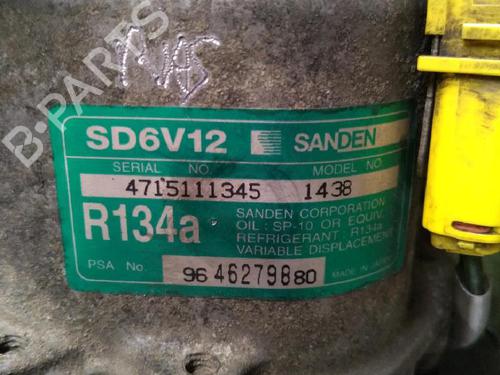 B-PARTS
SD6V12 SANDEN
SERIAL NO. MODEL NO.
4715111345 1438
R134a
SANDEN CORPORATION
OIL : SP-10 OR EQUIV.
REFRIGERANT : R134a
VARIABLE DISPLACEMENT
PSA No. 9646279880
MADE IN